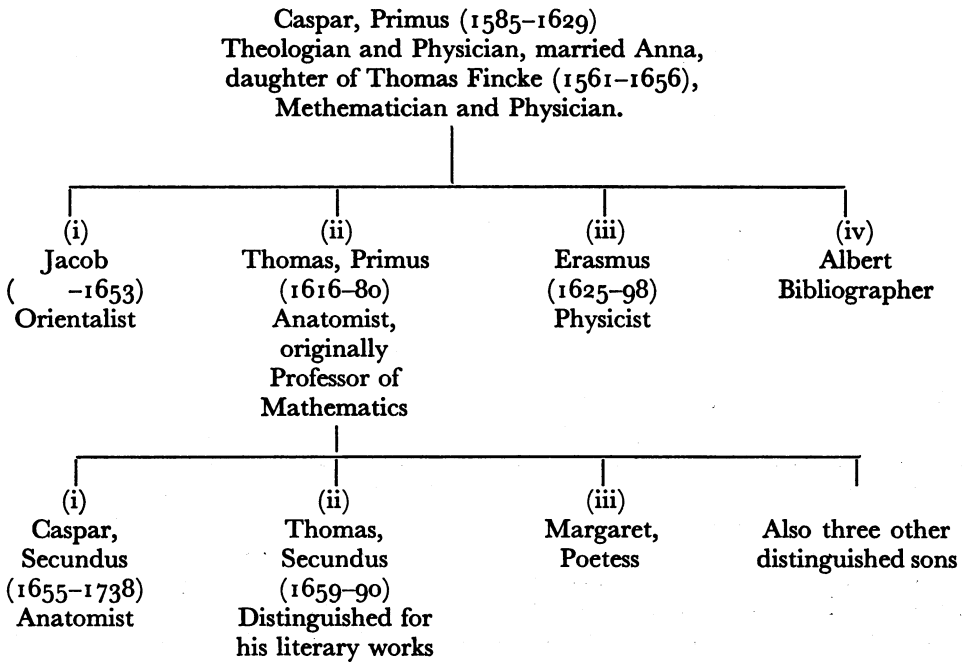 Caspar, Primus (1585–1629)
Theologian and Physician, married Anna,
daughter of Thomas Fincke (1561–1656),
Methematician and Physician.
(i)
Jacob
( –1653)
Orientalist
(ii)
Thomas, Primus
(1616–80)
Anatomist,
originally
Professor of
Mathematics
(iii)
Erasmus
(1625–98)
Physicist
(iv)
Albert
Bibliographer
(i)
Caspar,
Secundus
(1655–1738)
Anatomist
(ii)
Thomas,
Secundus
(1659–90)
Distinguished for
his literary works
(iii)
Margaret,
Poetess
Also three other
distinguished sons